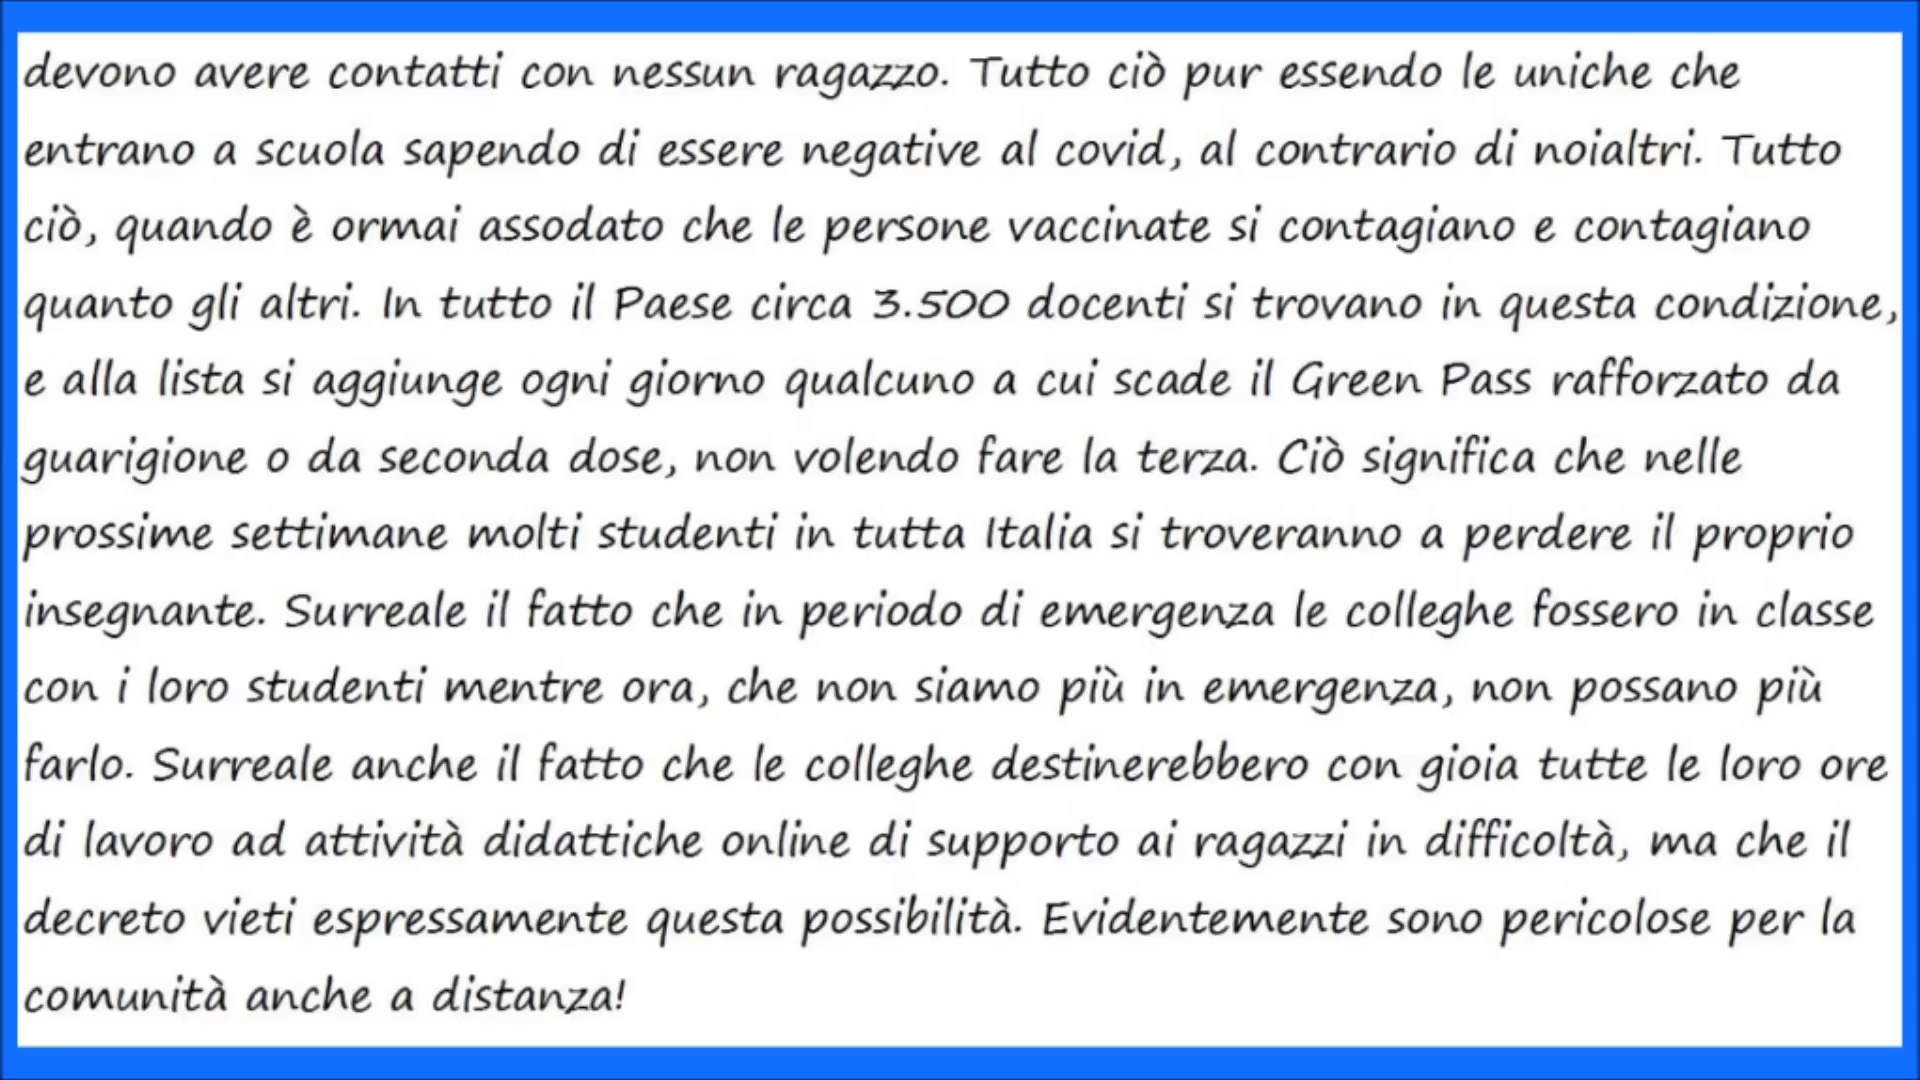 devono avere contatti con nessun ragazzo. Tutto ciò pur essendo le uniche che
entrano a scuola sapendo di essere negative al covid, al contrario di noialtri. Tutto
ciò, quando è ormai assodato che le persone vaccinate si contagiano e contagiano
quanto gli altri. In tutto il Paese circa 3.500 docenti si trovano in questa condizione,
e alla lista si aggiunge ogni giorno qualcuno a cui scade il Green Pass rafforzato da
guarigione o da seconda dose, non volendo fare la terza. Ciò significa che nelle
prossime settimane molti studenti in tutta Italia si troveranno a perdere il proprio
insegnante. Surreale il fatto che in periodo di emergenza le colleghe fossero in classe
con i loro studenti mentre ora, che non siamo più in emergenza, non possano più
farlo. Surreale anche il fatto che le colleghe destinerebbero con gioia tutte le loro ore
di lavoro ad attività didattiche online di supporto ai ragazzi in difficoltà, ma che il
decreto vieti espressamente questa possibilità. Evidentemente sono pericolose per la
comunità anche a distanza!